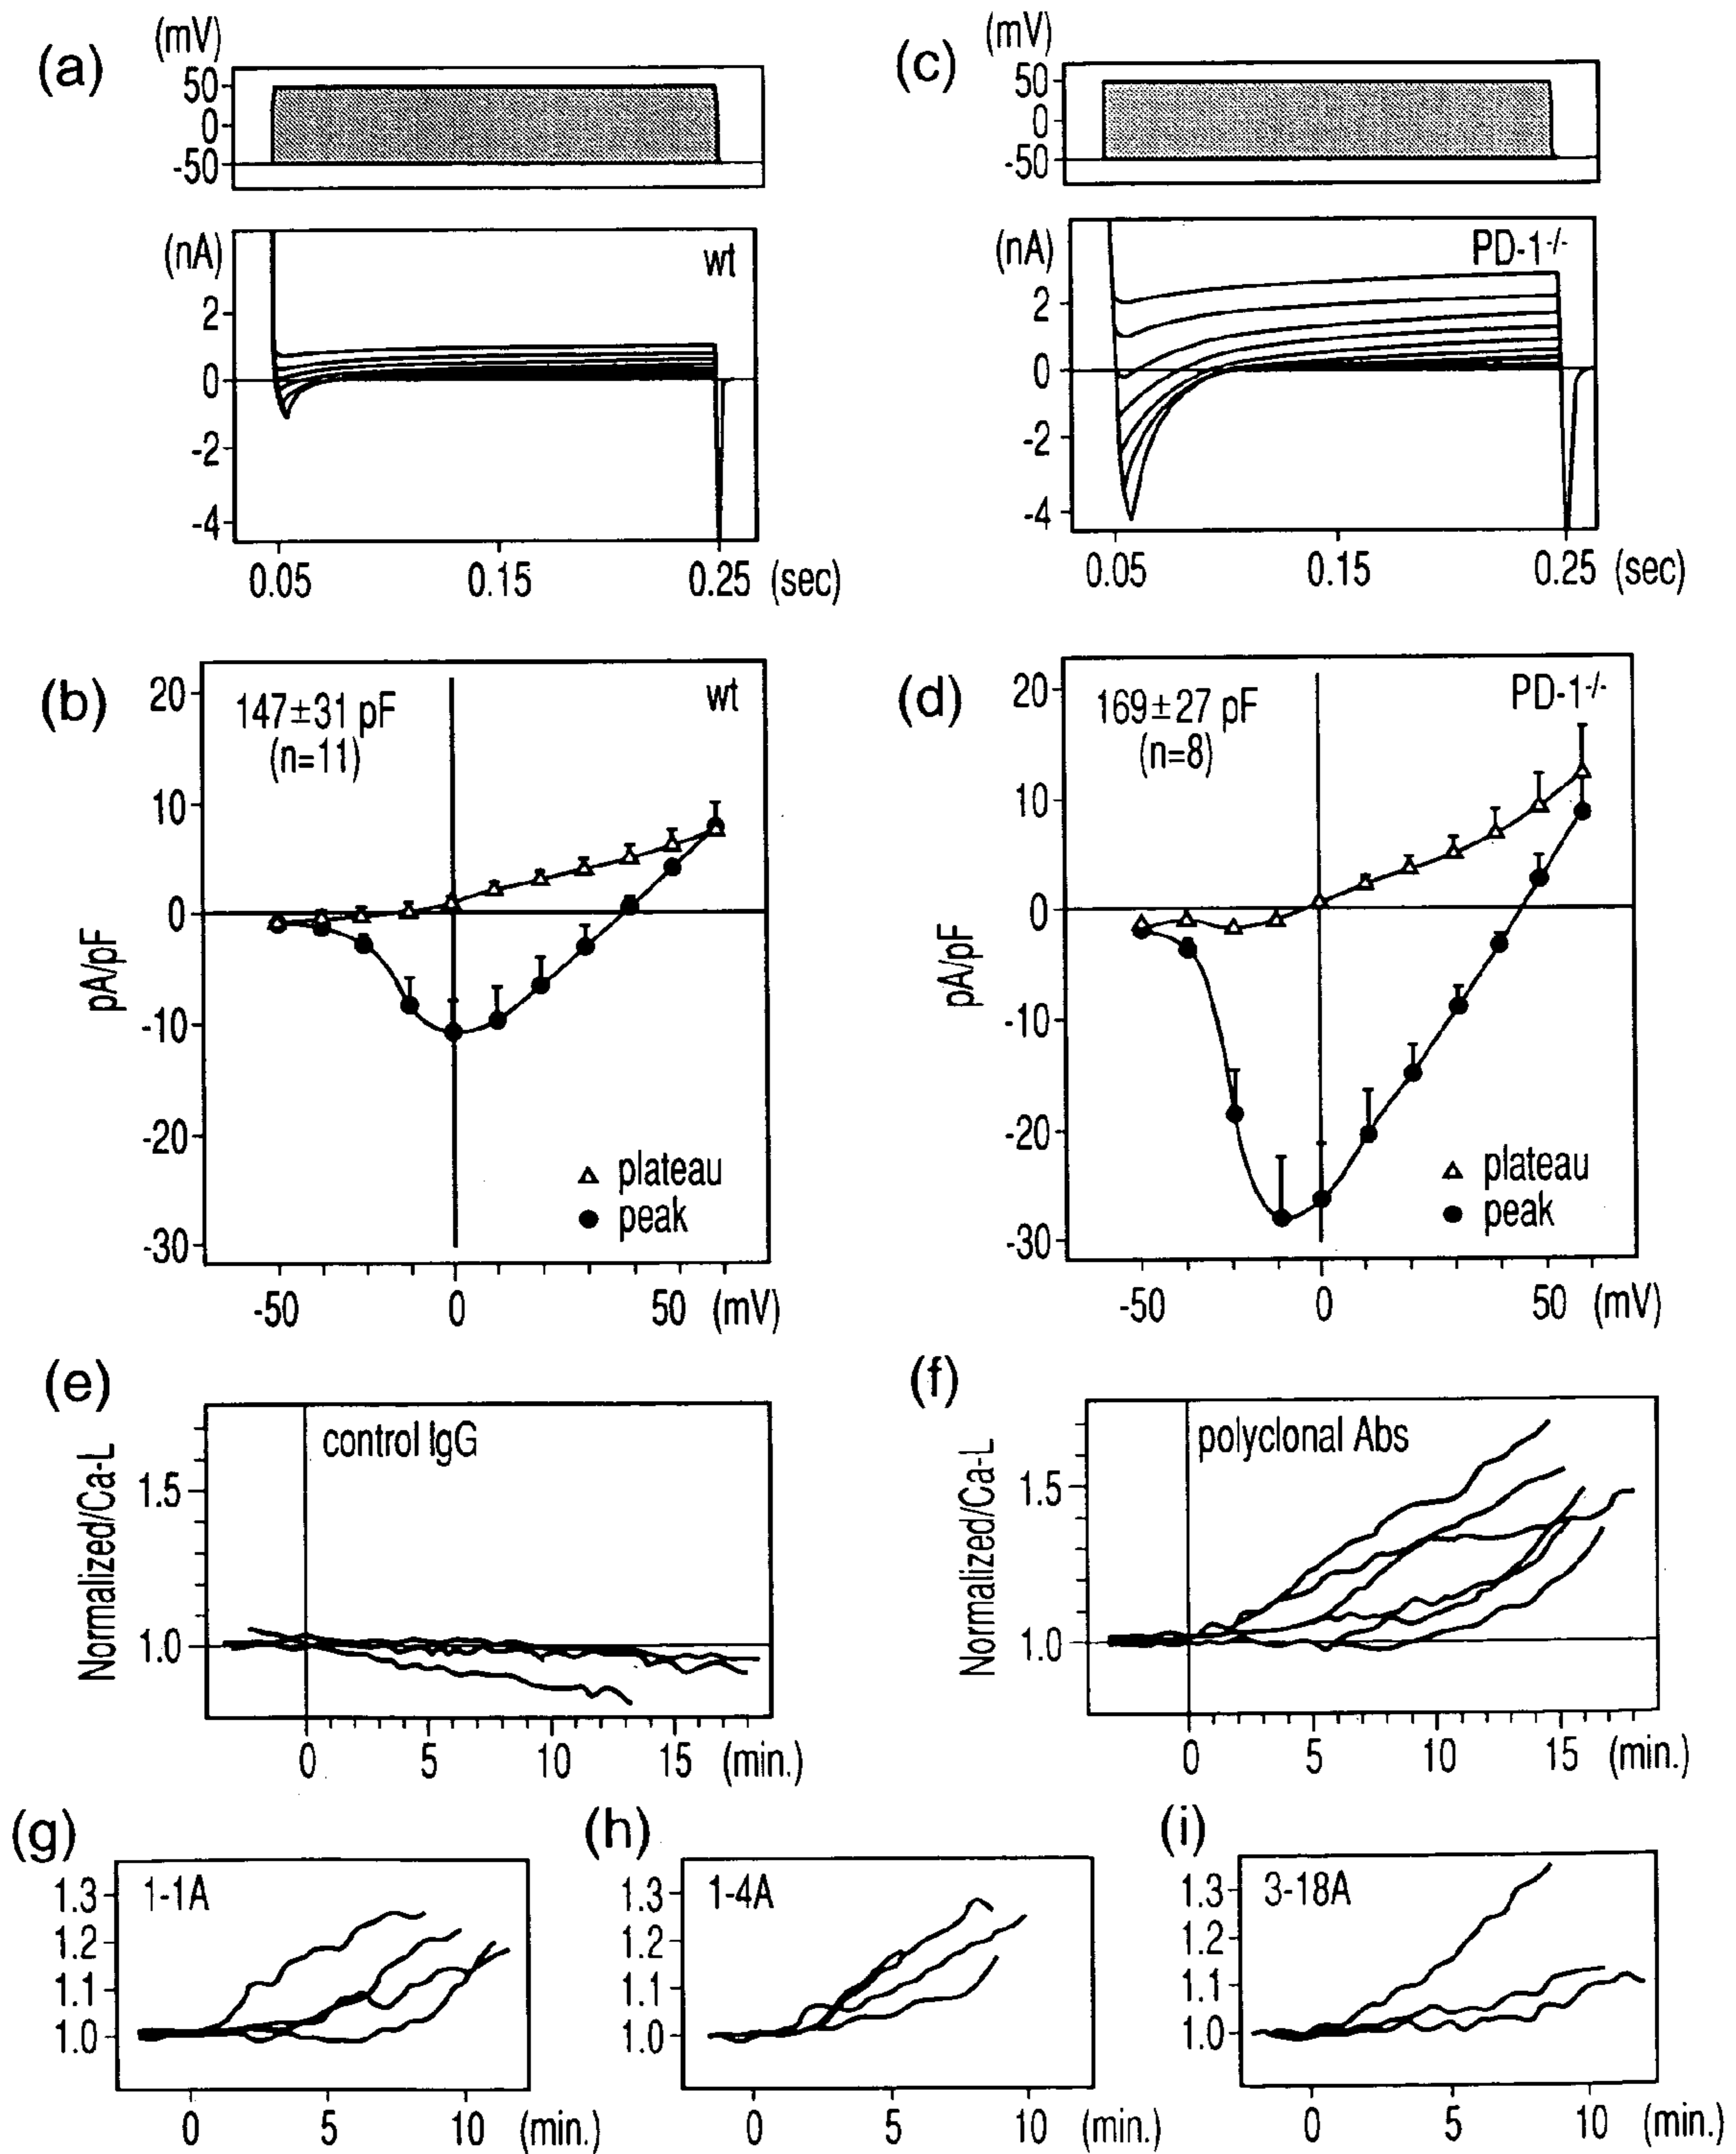 (a)
(mV)
50
0
-50
(nA)
wt
2
0
-2
-4
0.05 0.15 0.25 (sec)
(c)
(mV)
50
0
-50
(nA)
PD-1-/-
2
0
-2
-4
0.05 0.15 0.25 (sec)
(b)
147±31 pF
(n=11)
wt
20
10
0
-10
-20
-30
pA/pF
△ plateau
● peak
-50 0 50 (mV)
(d)
169±27 pF
(n=8)
PD-1-/-
20
10
0
-10
-20
-30
pA/pF
△ plateau
● peak
-50 0 50 (mV)
(e)
control IgG
Normalized/Ca-L
1.5
1.0
0 5 10 15 (min.)
(f)
polyclonal Abs
Normalized/Ca-L
1.5
1.0
0 5 10 15 (min.)
(g)
1-1A
1.3
1.2
1.1
1.0
0 5 10 (min.)
(h)
1-4A
1.3
1.2
1.1
1.0
0 5 10 (min.)
(i)
3-18A
1.3
1.2
1.1
1.0
0 5 10 (min.)